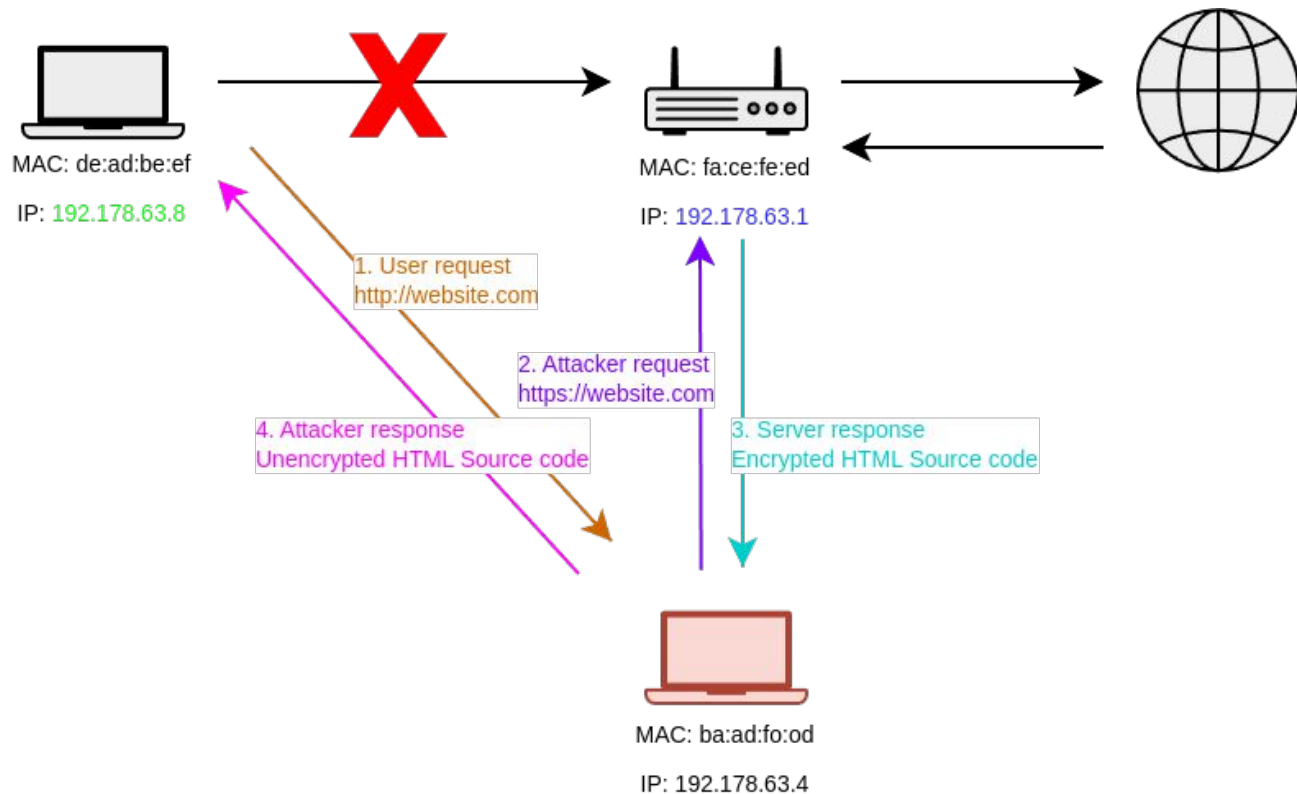 MAC: de:ad:be:ef
IP: 192.178.63.8
MAC: fa:ce:fe:ed
IP: 192.178.63.1
1. User request
http://website.com
2. Attacker request
https://website.com
4. Attacker response
Unencrypted HTML Source code
3. Server response
Encrypted HTML Source code
MAC: ba:ad:fo:od
IP: 192.178.63.4